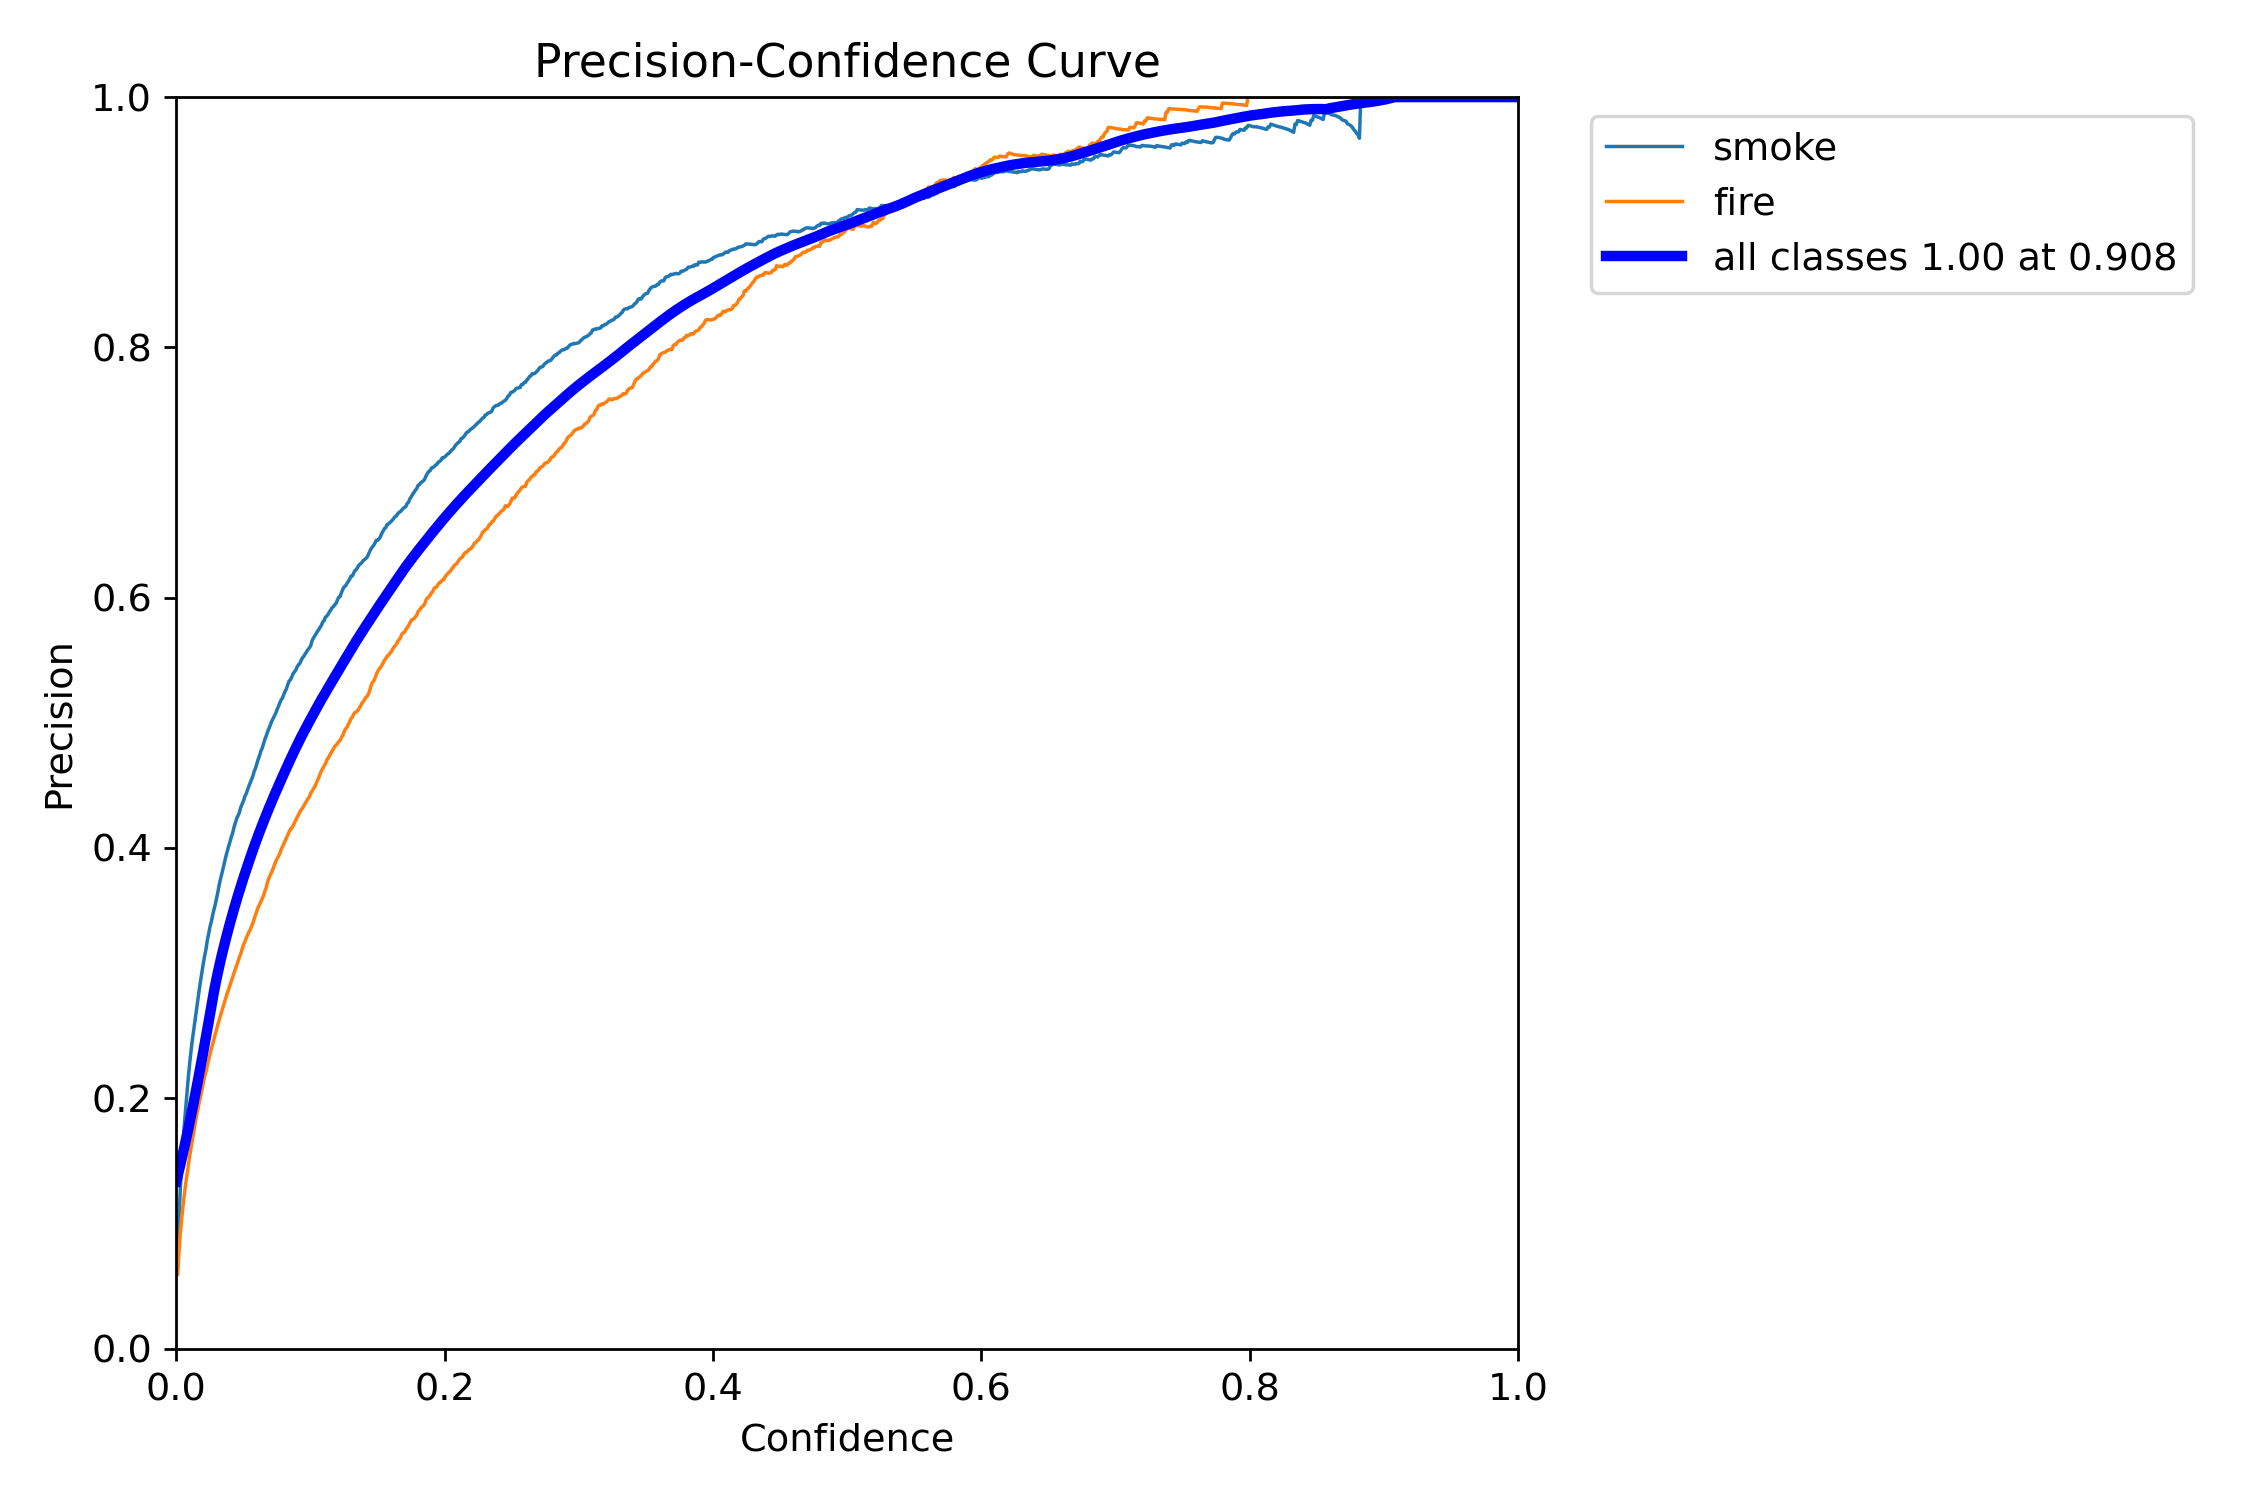 Precision-Confidence Curve
1.0
0.8
0.6
0.4
0.2
0.0
Precision
0.0 0.2 0.4 0.6 0.8 1.0
Confidence
smoke
fire
all classes 1.00 at 0.908